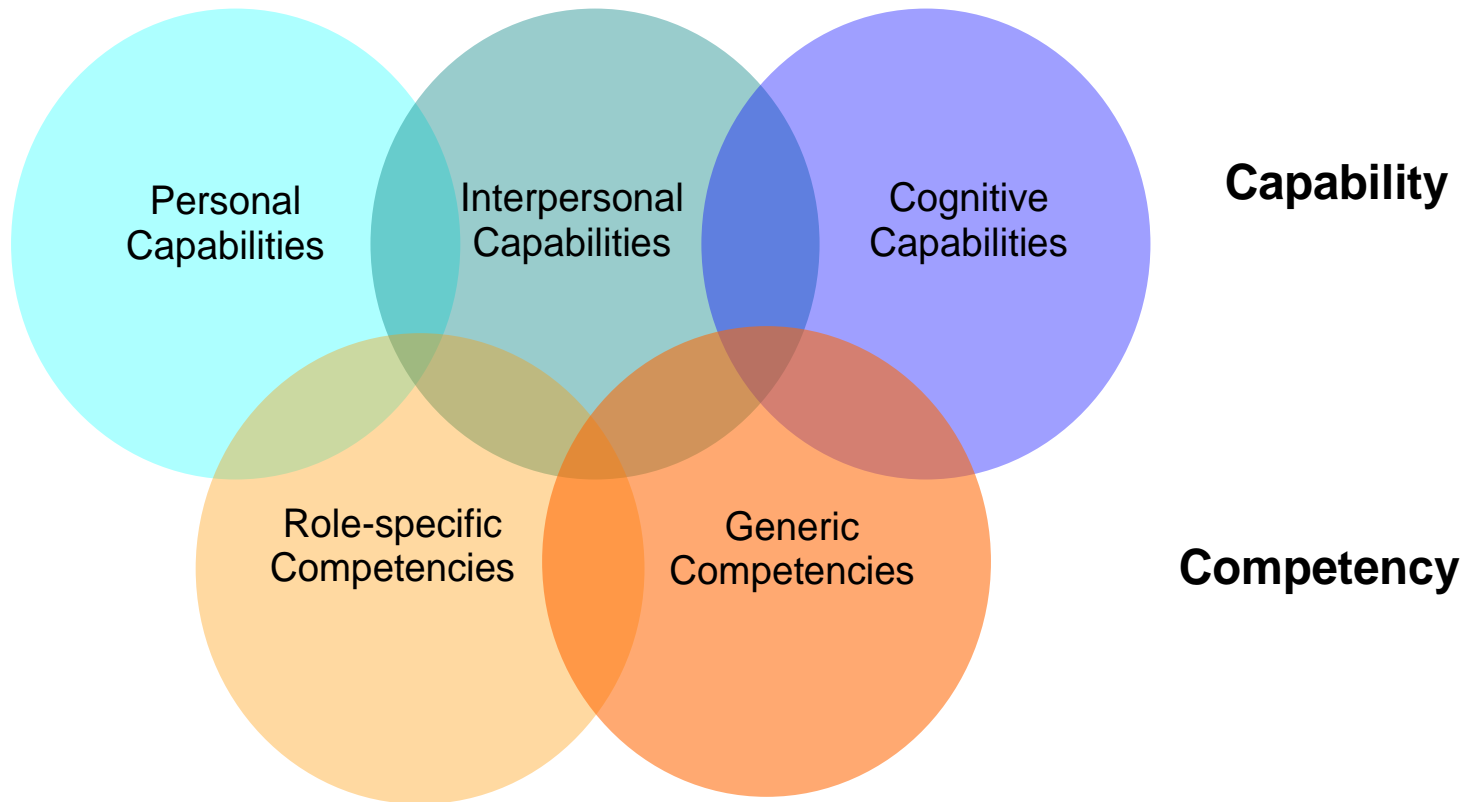 Personal
Capabilities
Interpersonal
Capabilities
Cognitive
Capabilities
Capability
Role-specific
Competencies
Generic
Competencies
Competency